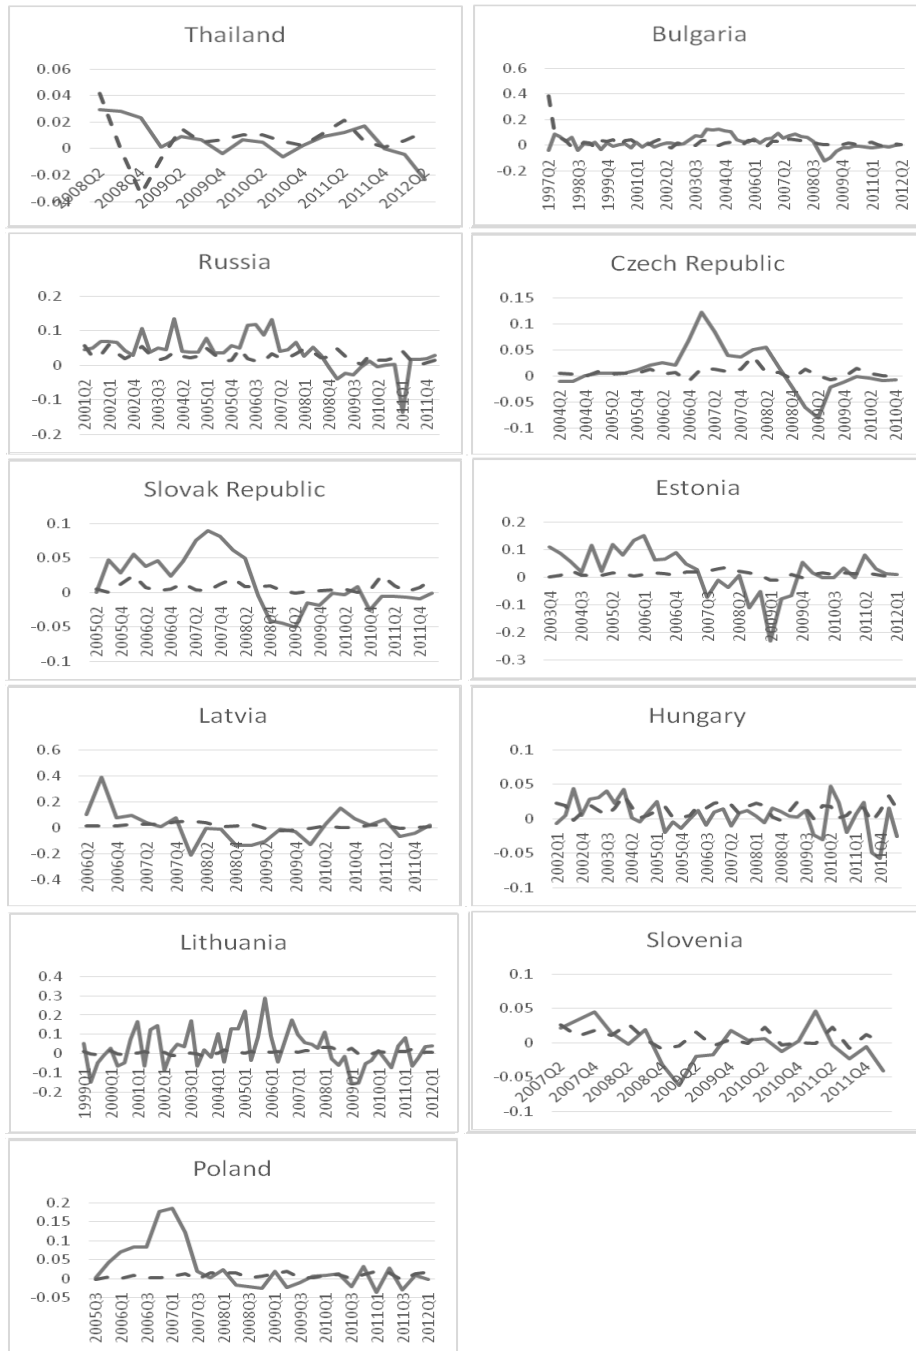 Thailand
0.06
0.04
0.02
0
-0.02
-0.04
2008Q2
2008Q4
2009Q2
2009Q4
2010Q2
2010Q4
2011Q2
2011Q4
2012Q2
Bulgaria
0.6
0.4
0.2
0
-0.2
1997Q2
1998Q3
1999Q4
2001Q1
2002Q2
2003Q3
2004Q4
2006Q1
2007Q2
2008Q3
2009Q4
2011Q1
2012Q2
Russia
0.2
0.1
0
-0.1
-0.2
2001Q2
2002Q1
2002Q4
2003Q3
2004Q2
2005Q1
2005Q4
2006Q3
2007Q2
2008Q1
2008Q4
2009Q3
2010Q2
2011Q1
2011Q4
Czech Republic
0.15
0.1
0.05
0
-0.05
-0.1
2004Q2
2004Q4
2005Q2
2005Q4
2006Q2
2006Q4
2007Q2
2007Q4
2008Q2
2008Q4
2009Q2
2009Q4
2010Q2
2010Q4
Slovak Republic
0.1
0.05
0
-0.05
-0.1
2005Q2
2005Q4
2006Q2
2006Q4
2007Q2
2007Q4
2008Q2
2008Q4
2009Q2
2009Q4
2010Q2
2010Q4
2011Q2
2011Q4
Estonia
0.2
0.1
0
-0.1
-0.2
-0.3
2003Q4
2004Q3
2005Q2
2006Q1
2006Q4
2007Q3
2008Q2
2009Q1
2009Q4
2010Q3
2011Q2
2012Q1
Latvia
0.6
0.4
0.2
0
-0.2
-0.4
2006Q2
2006Q4
2007Q2
2007Q4
2008Q2
2008Q4
2009Q2
2009Q4
2010Q2
2010Q4
2011Q2
2011Q4
Hungary
0.1
0.05
0
-0.05
-0.1
2002Q1
2002Q4
2003Q3
2004Q2
2005Q1
2005Q4
2006Q3
2007Q2
2008Q1
2008Q4
2009Q3
2010Q2
2011Q1
2011Q4
Lithuania
0.4
0.3
0.2
0.1
0
-0.1
-0.2
1999Q1
2000Q1
2001Q1
2002Q1
2003Q1
2004Q1
2005Q1
2006Q1
2007Q1
2008Q1
2009Q1
2010Q1
2011Q1
2012Q1
Slovenia
0.1
0.05
0
-0.05
-0.1
2007Q2
2007Q4
2008Q2
2008Q4
2009Q2
2009Q4
2010Q2
2010Q4
2011Q2
2011Q4
Poland
0.2
0.15
0.1
0.05
0
-0.05
2005Q3
2006Q1
2006Q3
2007Q1
2007Q3
2008Q1
2008Q3
2009Q1
2009Q3
2010Q1
2010Q3
2011Q1
2011Q3
2012Q1